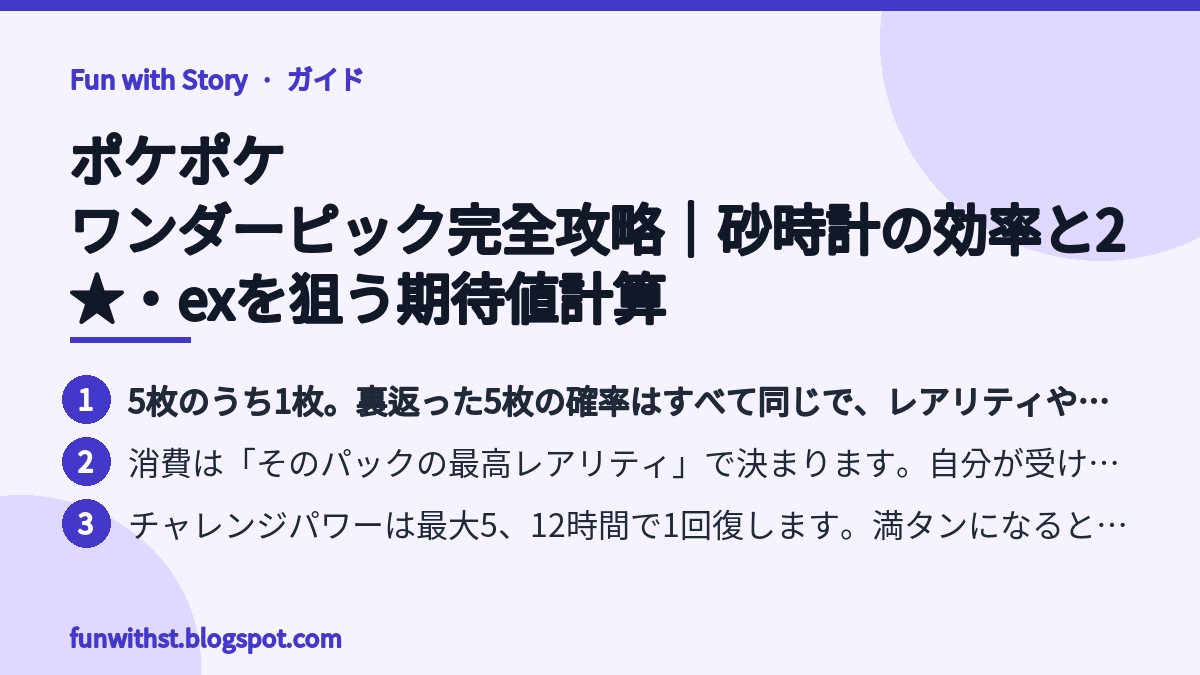 Fun with Story ・ ガイド
ポケポケ
ワンダーピック完全攻略｜砂時計の効率と2
★・exを狙う期待値計算
1 5枚のうち1枚。裏返った5枚の確率はすべて同じで、レアリティや…
2 消費は「そのパックの最高レアリティ」で決まります。自分が受け…
3 チャレンジパワーは最大5、12時間で1回復します。満タンになると…
funwithst.blogspot.com